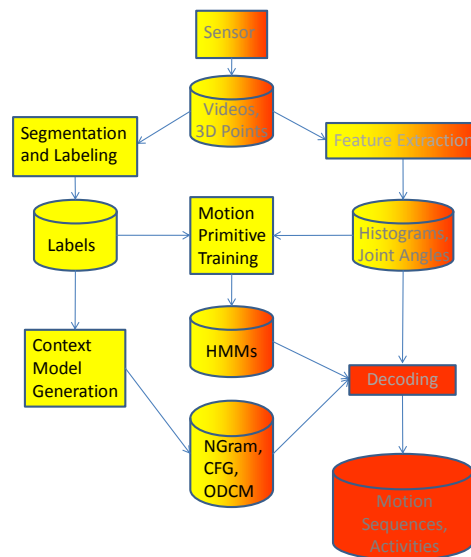 Sensor
Videos,
3D Points
Segmentation
and Labeling
Feature Extraction
Labels
Motion
Primitive
Training
Histograms,
Joint Angles
Context
Model
Generation
HMMs
Decoding
NGram,
CFG,
ODCM
Motion
Sequences,
Activities